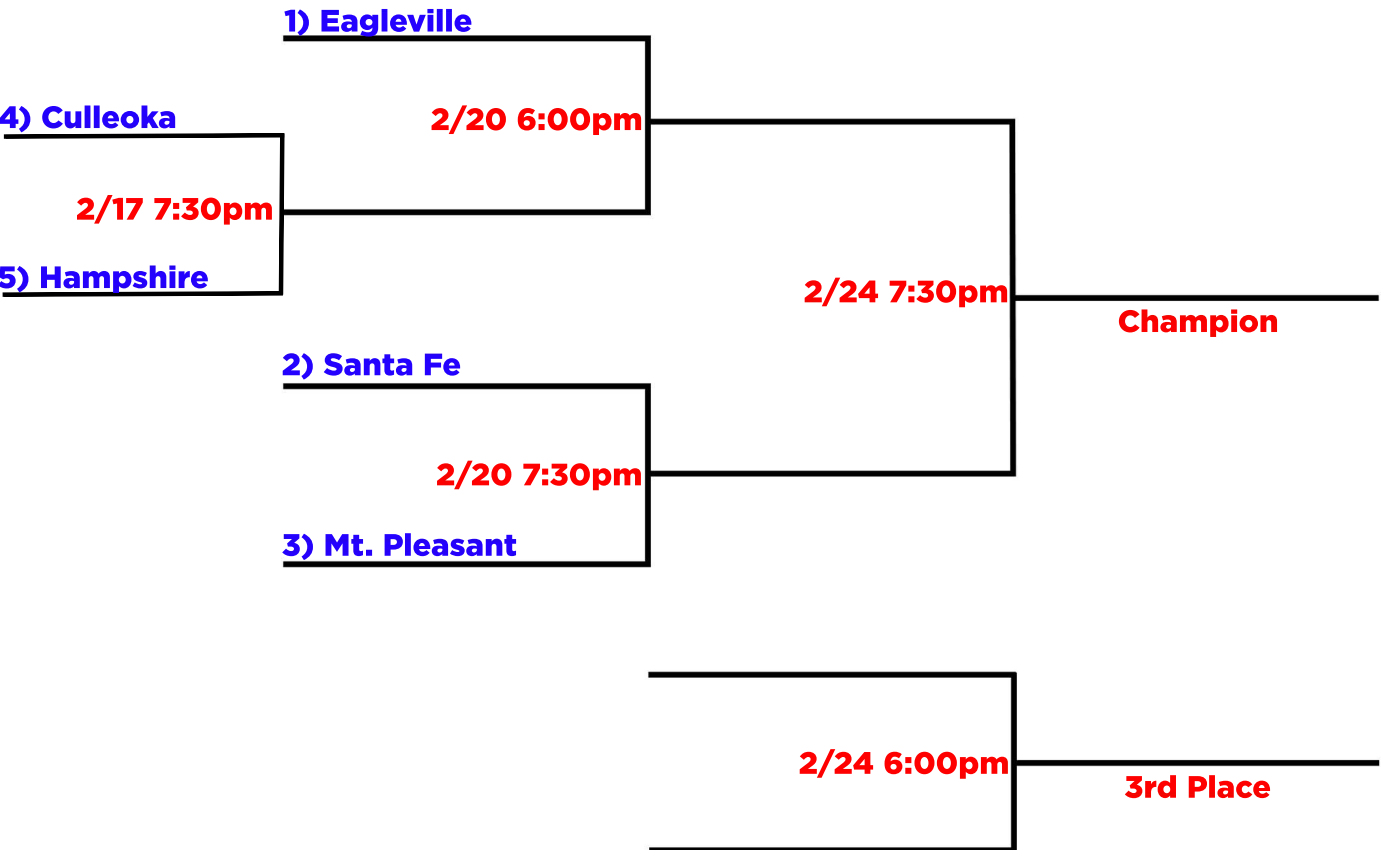 1) Eagleville
4) Culleoka
2/20 6:00pm
2/17 7:30pm
5) Hampshire
2/24 7:30pm
Champion
2) Santa Fe
2/20 7:30pm
3) Mt. Pleasant
2/24 6:00pm
3rd Place